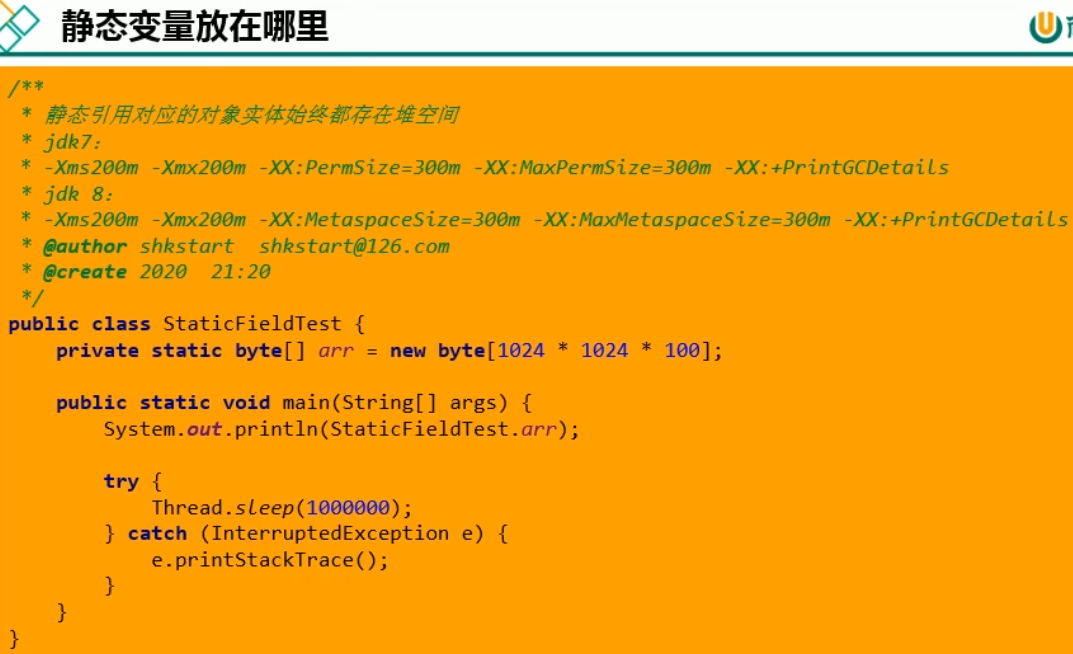 静态变量放在哪里
/**
 * 静态引用对应的对象实体始终都存在堆空间
 * jdk7:
 * -Xms200m -Xmx200m -XX:PermSize=300m -XX:MaxPermSize=300m -XX:+PrintGCDetails
 * jdk 8:
 * -Xms200m -Xmx200m -XX:MetaspaceSize=300m -XX:MaxMetaspaceSize=300m -XX:+PrintGCDetails
 * @author shkstart  shkstart@126.com
 * @create 2020  21:20
 */
public class StaticFieldTest {
    private static byte[] arr = new byte[1024 * 1024 * 100];
    public static void main(String[] args) {
        System.out.println(StaticFieldTest.arr);
        try {
            Thread.sleep(1000000);
        } catch (InterruptedException e) {
            e.printStackTrace();
        }
    }
}